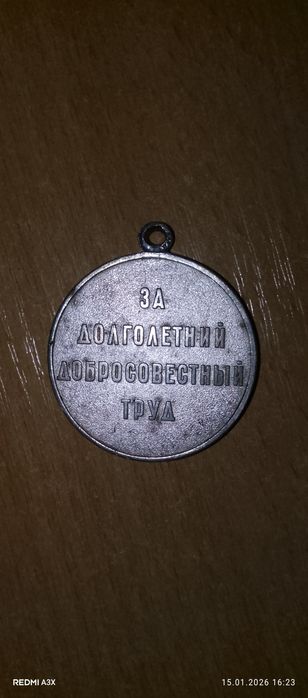 ЗА
ДОЛГОЛЕТНИЙ
ДОБРОСОВЕСТНЫЙ
ТРУД
REDMI A3X
15.01.2026 16:23